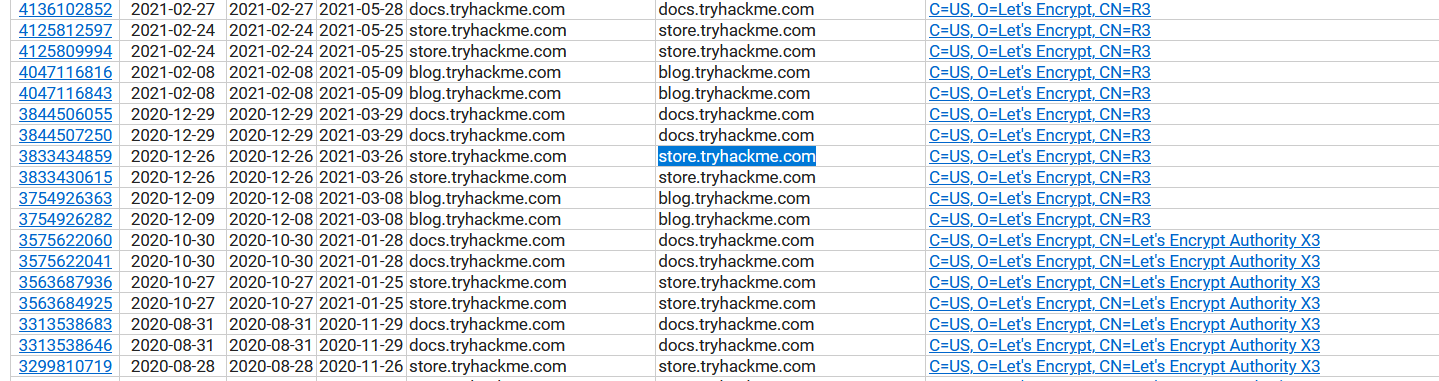 4136102852 2021-02-27 2021-02-27 2021-05-28 docs.tryhackme.com docs.tryhackme.com C=US, O=Let's Encrypt, CN=R3
4125812597 2021-02-24 2021-02-24 2021-05-25 store.tryhackme.com store.tryhackme.com C=US, O=Let's Encrypt, CN=R3
4125809994 2021-02-24 2021-02-24 2021-05-25 store.tryhackme.com store.tryhackme.com C=US, O=Let's Encrypt, CN=R3
4047116816 2021-02-08 2021-02-08 2021-05-09 blog.tryhackme.com blog.tryhackme.com C=US, O=Let's Encrypt, CN=R3
4047116843 2021-02-08 2021-02-08 2021-05-09 blog.tryhackme.com blog.tryhackme.com C=US, O=Let's Encrypt, CN=R3
3844506055 2020-12-29 2020-12-29 2021-03-29 docs.tryhackme.com docs.tryhackme.com C=US, O=Let's Encrypt, CN=R3
3844507250 2020-12-29 2020-12-29 2021-03-29 docs.tryhackme.com docs.tryhackme.com C=US, O=Let's Encrypt, CN=R3
3833434859 2020-12-26 2020-12-26 2021-03-26 store.tryhackme.com store.tryhackme.com C=US, O=Let's Encrypt, CN=R3
3833430615 2020-12-26 2020-12-26 2021-03-26 store.tryhackme.com store.tryhackme.com C=US, O=Let's Encrypt, CN=R3
3754926363 2020-12-09 2020-12-08 2021-03-08 blog.tryhackme.com blog.tryhackme.com C=US, O=Let's Encrypt, CN=R3
3754926282 2020-12-09 2020-12-08 2021-03-08 blog.tryhackme.com blog.tryhackme.com C=US, O=Let's Encrypt, CN=R3
3575622060 2020-10-30 2020-10-30 2021-01-28 docs.tryhackme.com docs.tryhackme.com C=US, O=Let's Encrypt, CN=Let's Encrypt Authority X3
3575622041 2020-10-30 2020-10-30 2021-01-28 docs.tryhackme.com docs.tryhackme.com C=US, O=Let's Encrypt, CN=Let's Encrypt Authority X3
3563687936 2020-10-27 2020-10-27 2021-01-25 store.tryhackme.com store.tryhackme.com C=US, O=Let's Encrypt, CN=Let's Encrypt Authority X3
3563684925 2020-10-27 2020-10-27 2021-01-25 store.tryhackme.com store.tryhackme.com C=US, O=Let's Encrypt, CN=Let's Encrypt Authority X3
3313538683 2020-08-31 2020-08-31 2020-11-29 docs.tryhackme.com docs.tryhackme.com C=US, O=Let's Encrypt, CN=Let's Encrypt Authority X3
3313538646 2020-08-31 2020-08-31 2020-11-29 docs.tryhackme.com docs.tryhackme.com C=US, O=Let's Encrypt, CN=Let's Encrypt Authority X3
3299810719 2020-08-28 2020-08-28 2020-11-26 store.tryhackme.com store.tryhackme.com C=US, O=Let's Encrypt, CN=Let's Encrypt Authority X3